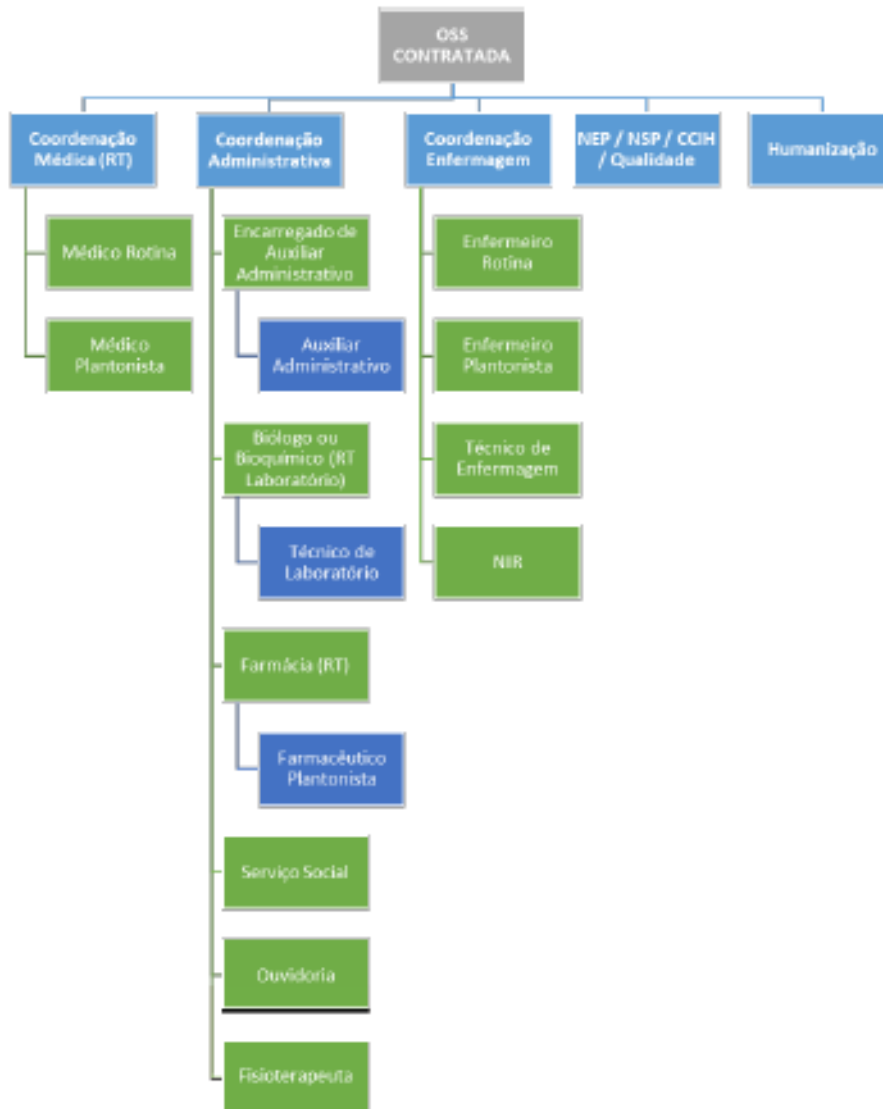 OSS
CONTRATADA
Coordenação
Médica (RT)
Coordenação
Administrativa
Coordenação
Enfermagem
NEP / NSP / CCIH
/ Qualidade
Humanização
Médico Rotina
Médico
Plantonista
Encarregado de
Auxiliar
Administrativo
Auxiliar
Administrativo
Biólogo ou
Bioquímico (RT
Laboratório)
Técnico de
Laboratório
Farmácia (RT)
Farmacêutico
Plantonista
Serviço Social
Ouvidoria
Fisioterapeuta
Enfermeiro
Rotina
Enfermeiro
Plantonista
Técnico de
Enfermagem
NIR